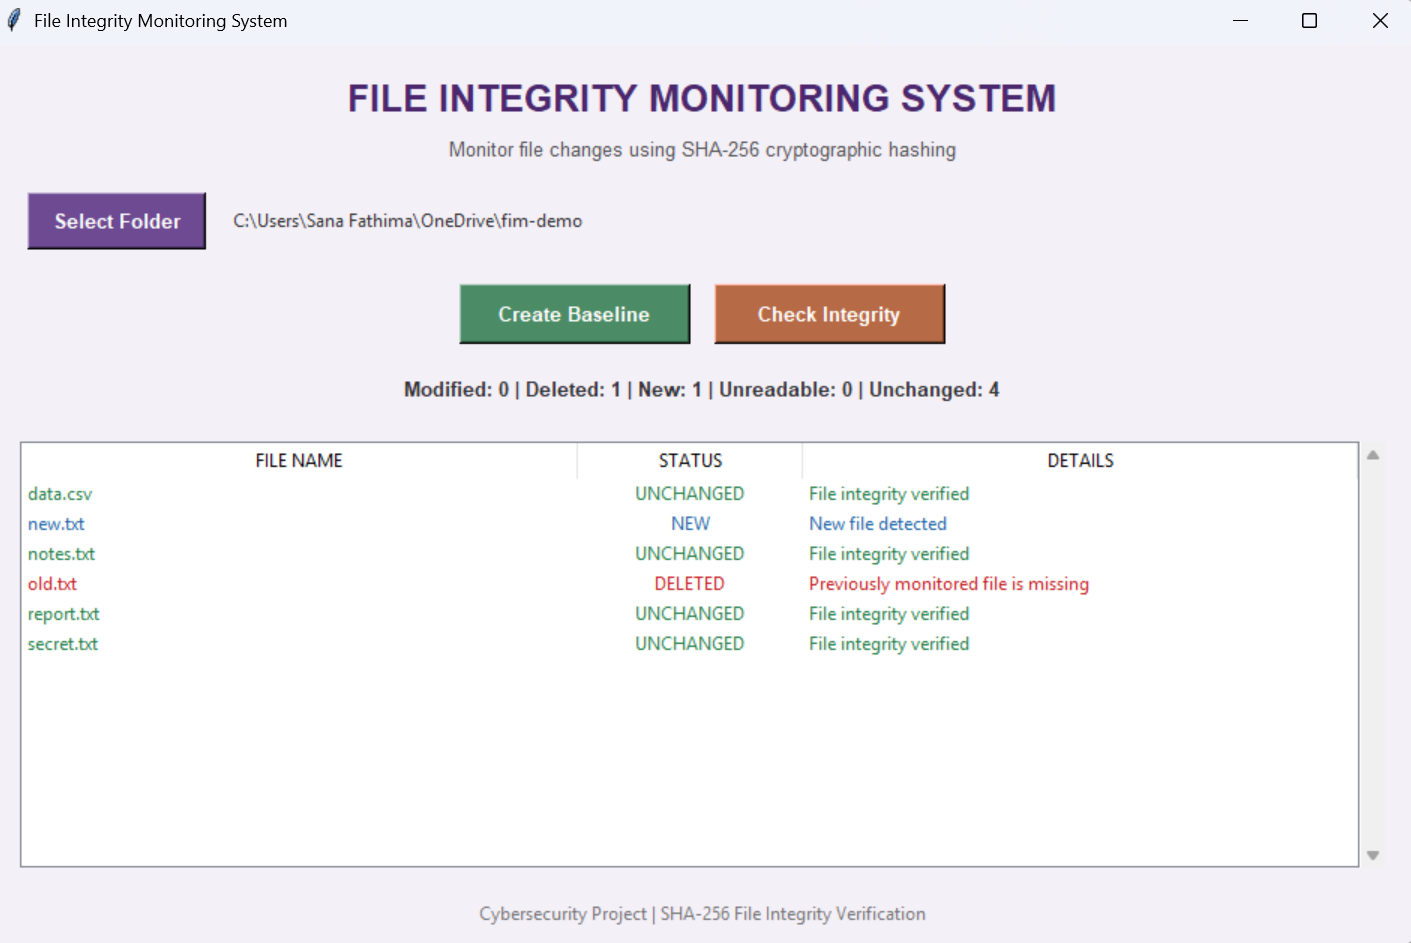 File Integrity Monitoring System
FILE INTEGRITY MONITORING SYSTEM
Monitor file changes using SHA-256 cryptographic hashing
Select Folder C:\Users\Sana Fathima\OneDrive\fim-demo
Create Baseline Check Integrity
Modified: 0 | Deleted: 1 | New: 1 | Unreadable: 0 | Unchanged: 4
FILE NAME STATUS DETAILS
data.csv UNCHANGED File integrity verified
new.txt NEW New file detected
notes.txt UNCHANGED File integrity verified
old.txt DELETED Previously monitored file is missing
report.txt UNCHANGED File integrity verified
secret.txt UNCHANGED File integrity verified
Cybersecurity Project | SHA-256 File Integrity Verification